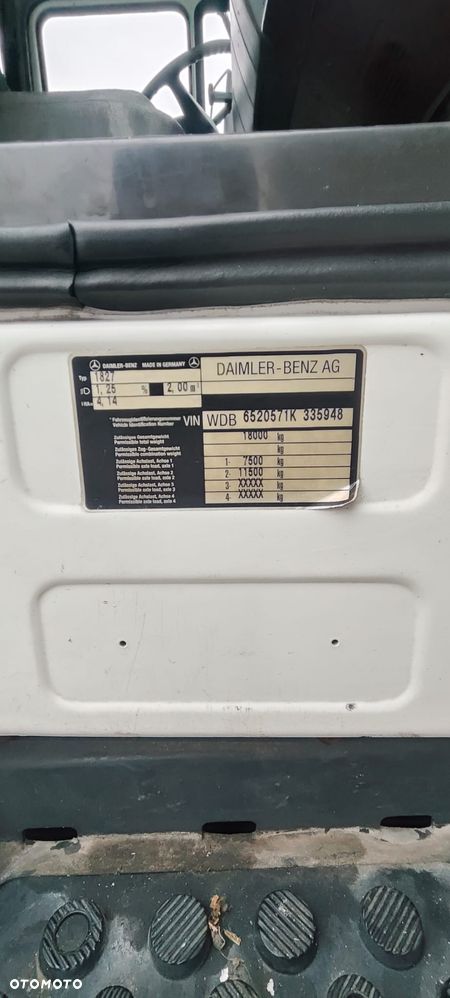 DAIMLER-BENZ MADE IN GERMANY
Typ 1827
DAIMLER-BENZ AG
1,25 % 2,00 m
4,14
* Fahrzeugidentifizierungsnummer
Vehicle Identification Number
VIN WDB 6520571K 335948
Zulässiges Gesamtgewicht
Permissible total weight
18000 kg
Zulässiges Zug-Gesamtgewicht
Permissible combination weight
kg
Zulässige Achslast, Achse 1
Permissible axle load, axle 1
1- 7500 kg
Zulässige Achslast, Achse 2
Permissible axle load, axle 2
2- 11500 kg
Zulässige Achslast, Achse 3
Permissible axle load, axle 3
3- XXXXX kg
Zulässige Achslast, Achse 4
Permissible axle load, axle 4
4- XXXXX kg
OTOMOTO